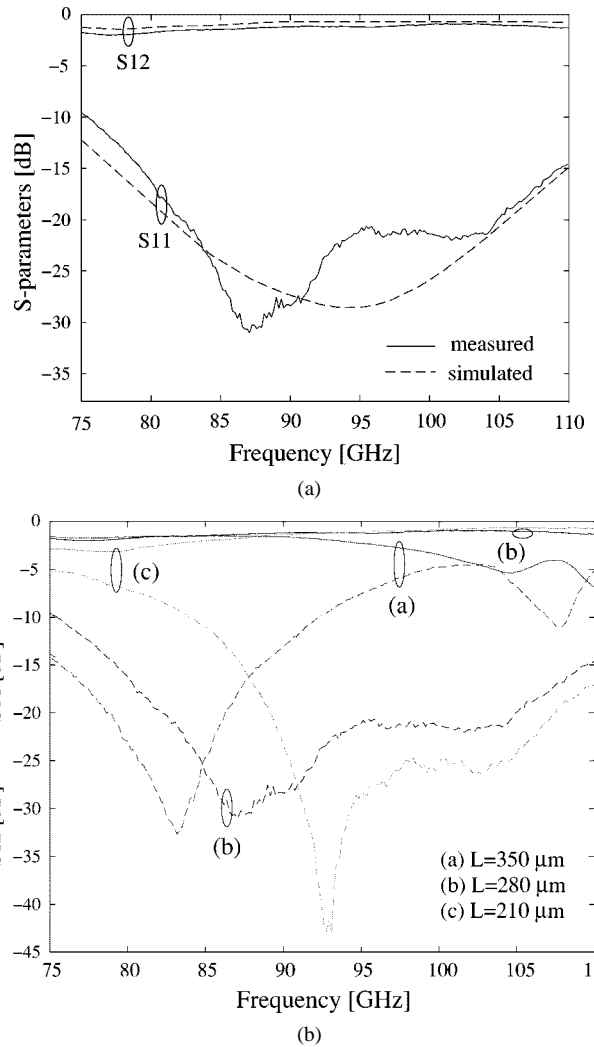 0
−5
−10
−15
−20
−25
−30
−35
S-parameters [dB]
S12
S11
measured
simulated
75 80 85 90 95 100 105 110
Frequency [GHz]
(a)
0
−5
−10
−15
−20
−25
−30
−35
−40
−45
(c)
(a)
(b)
(b)
(a) L=350 μm
(b) L=280 μm
(c) L=210 μm
75 80 85 90 95 100 105 1
Frequency [GHz]
(b)